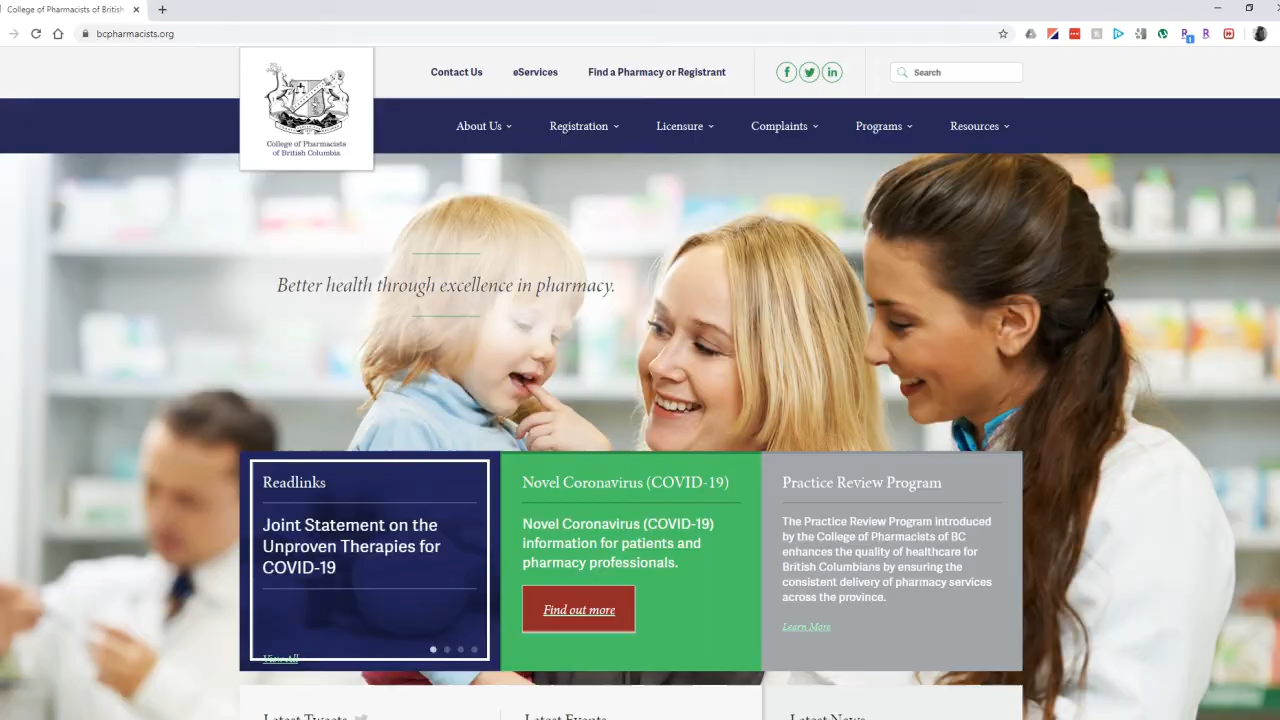 College of Pharmacists of British
bcpharmacists.org
Contact Us
eServices
Find a Pharmacy or Registrant
Search
College of Pharmacists
of British Columbia
About Us
Registration
Licensure
Complaints
Programs
Resources
Better health through excellence in pharmacy.
Readlinks
Joint Statement on the
Unproven Therapies for
COVID-19
View All
Novel Coronavirus (COVID-19)
Novel Coronavirus (COVID-19)
information for patients and
pharmacy professionals.
Find out more
Practice Review Program
The Practice Review Program introduced
by the College of Pharmacists of BC
enhances the quality of healthcare for
British Columbians by ensuring the
consistent delivery of pharmacy services
across the province.
Learn More
Latest Tweets
Latest Events
Latest News